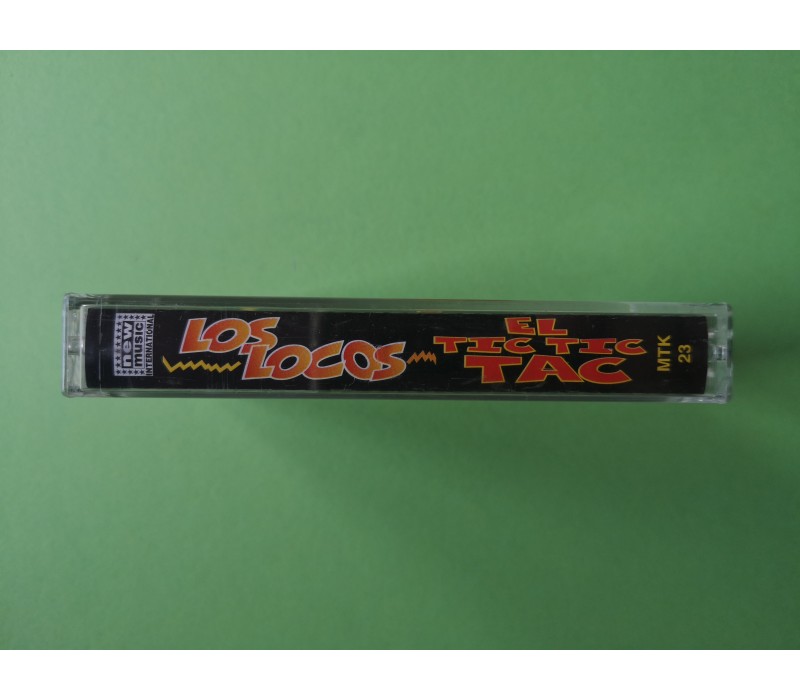 new
music
INTERNATIONAL
LOS
LOCOS
EL
TIC TIC
TAC
MTK
23